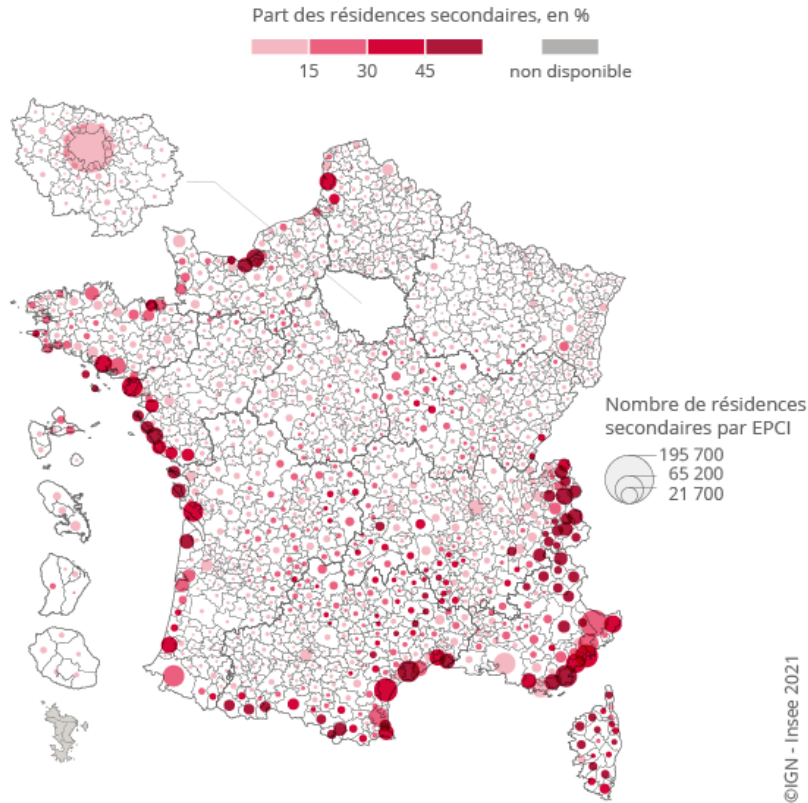 Part des résidences secondaires, en %
15 30 45 non disponible
Nombre de résidences
secondaires par EPCI
195 700
65 200
21 700
©IGN - Insee 2021